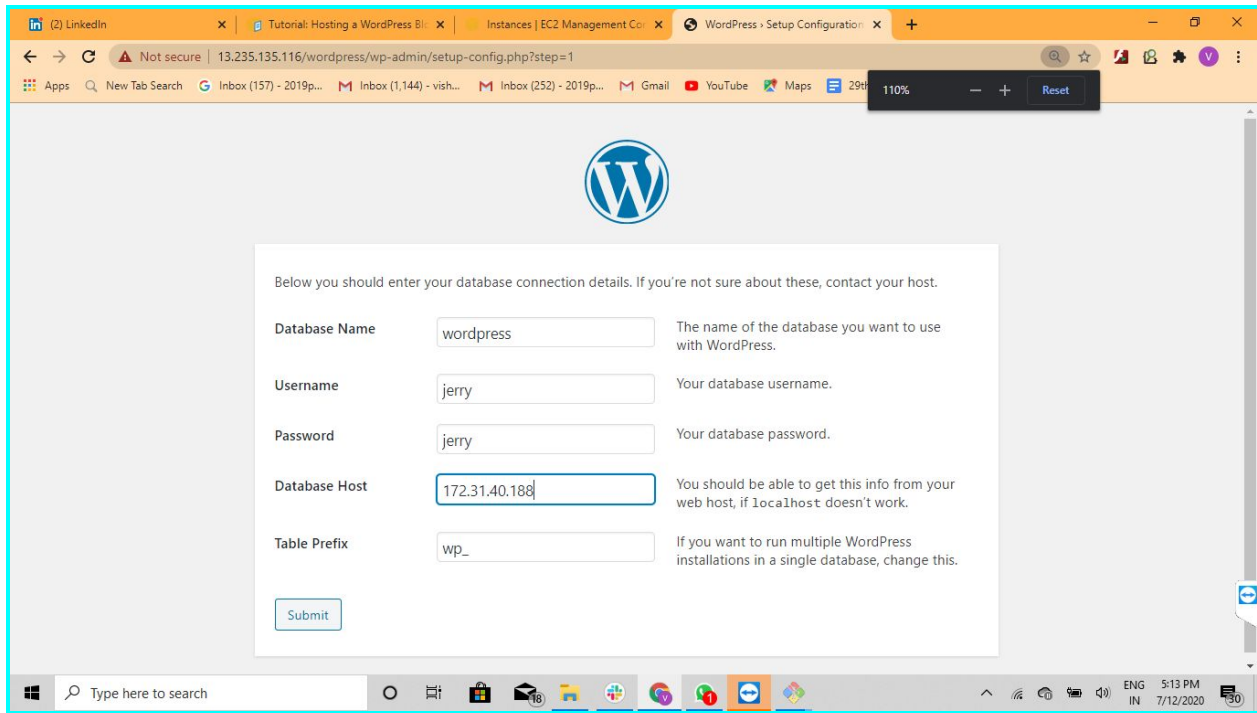 (2) LinkedIn
Tutorial: Hosting a WordPress Blo
Instances | EC2 Management Con
WordPress › Setup Configuration
Not secure | 13.235.135.116/wordpress/wp-admin/setup-config.php?step=1
Apps New Tab Search Inbox (157) - 2019p... Inbox (1,144) - vish... Inbox (252) - 2019p... Gmail YouTube Maps 29th
110% − + Reset
Below you should enter your database connection details. If you’re not sure about these, contact your host.
Database Name
wordpress
The name of the database you want to use
with WordPress.
Username
jerry
Your database username.
Password
jerry
Your database password.
Database Host
172.31.40.188
You should be able to get this info from your
web host, if localhost doesn’t work.
Table Prefix
wp_
If you want to run multiple WordPress
installations in a single database, change this.
Submit
Type here to search
18
V
1
ENG
IN
5:13 PM
7/12/2020
30